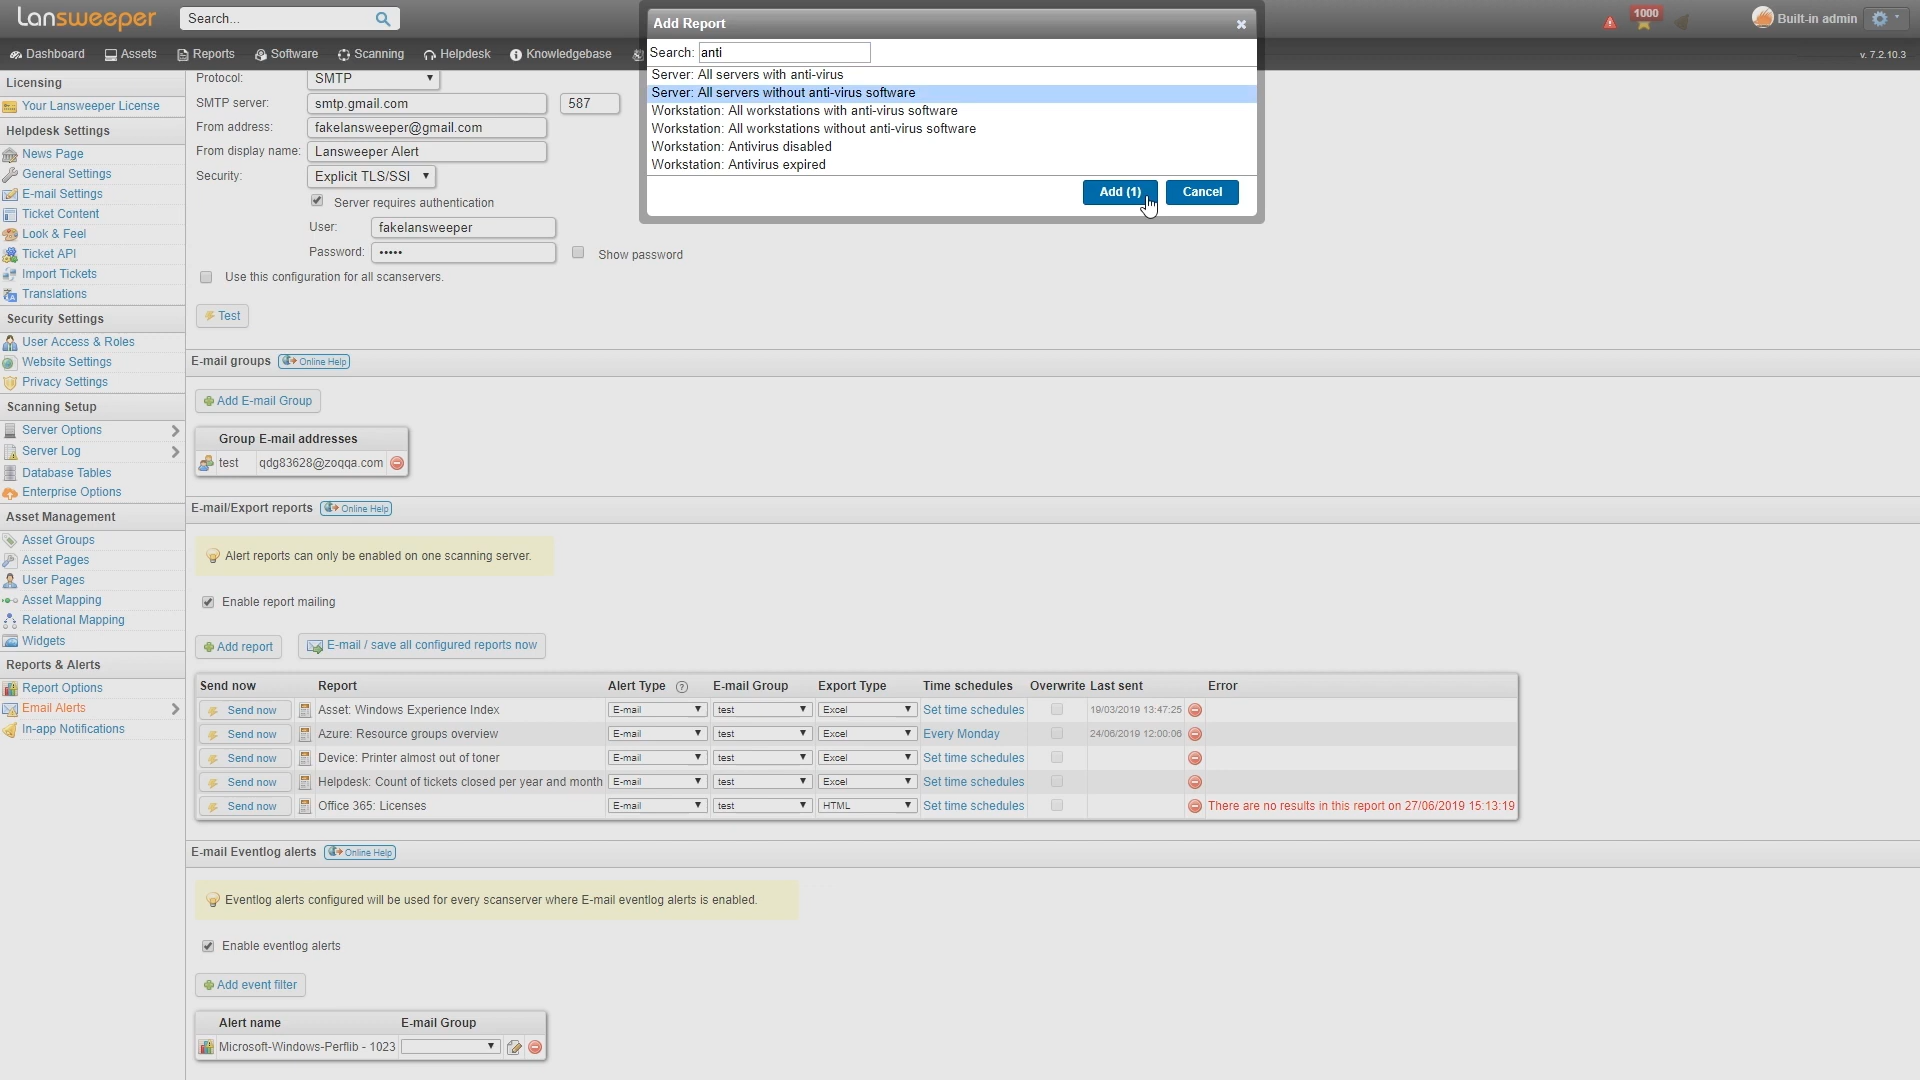 Lansweeper
Search...
1000
Built-in admin
Dashboard Assets Reports Software Scanning Helpdesk Knowledgebase
v. 7.2.10.3
Add Report
Search: anti
Server: All servers with anti-virus
Server: All servers without anti-virus software
Workstation: All workstations with anti-virus software
Workstation: All workstations without anti-virus software
Workstation: Antivirus disabled
Workstation: Antivirus expired
Add (1) Cancel
Licensing
Your Lansweeper License
Helpdesk Settings
News Page
General Settings
E-mail Settings
Ticket Content
Look & Feel
Ticket API
Import Tickets
Translations
Security Settings
User Access & Roles
Website Settings
Privacy Settings
Scanning Setup
Server Options
Server Log
Database Tables
Enterprise Options
Asset Management
Asset Groups
Asset Pages
User Pages
Asset Mapping
Relational Mapping
Widgets
Reports & Alerts
Report Options
Email Alerts
In-app Notifications
Protocol: SMTP
SMTP server: smtp.gmail.com 587
From address: fakelansweeper@gmail.com
From display name: Lansweeper Alert
Security: Explicit TLS/SSl
Server requires authentication
User: fakelansweeper
Password: ••••• Show password
Use this configuration for all scanservers.
Test
E-mail groups Online Help
Add E-mail Group
Group E-mail addresses
test qdg83628@zoqqa.com
E-mail/Export reports Online Help
Alert reports can only be enabled on one scanning server.
Enable report mailing
Add report E-mail / save all configured reports now
Send now Report Alert Type ? E-mail Group Export Type Time schedules Overwrite Last sent Error
Send now Asset: Windows Experience Index E-mail test Excel Set time schedules 19/03/2019 13:47:25
Send now Azure: Resource groups overview E-mail test Excel Every Monday 24/06/2019 12:00:06
Send now Device: Printer almost out of toner E-mail test Excel Set time schedules
Send now Helpdesk: Count of tickets closed per year and month E-mail test Excel Set time schedules
Send now Office 365: Licenses E-mail test HTML Set time schedules There are no results in this report on 27/06/2019 15:13:19
E-mail Eventlog alerts Online Help
Eventlog alerts configured will be used for every scanserver where E-mail eventlog alerts is enabled.
Enable eventlog alerts
Add event filter
Alert name E-mail Group
Microsoft-Windows-Perflib - 1023